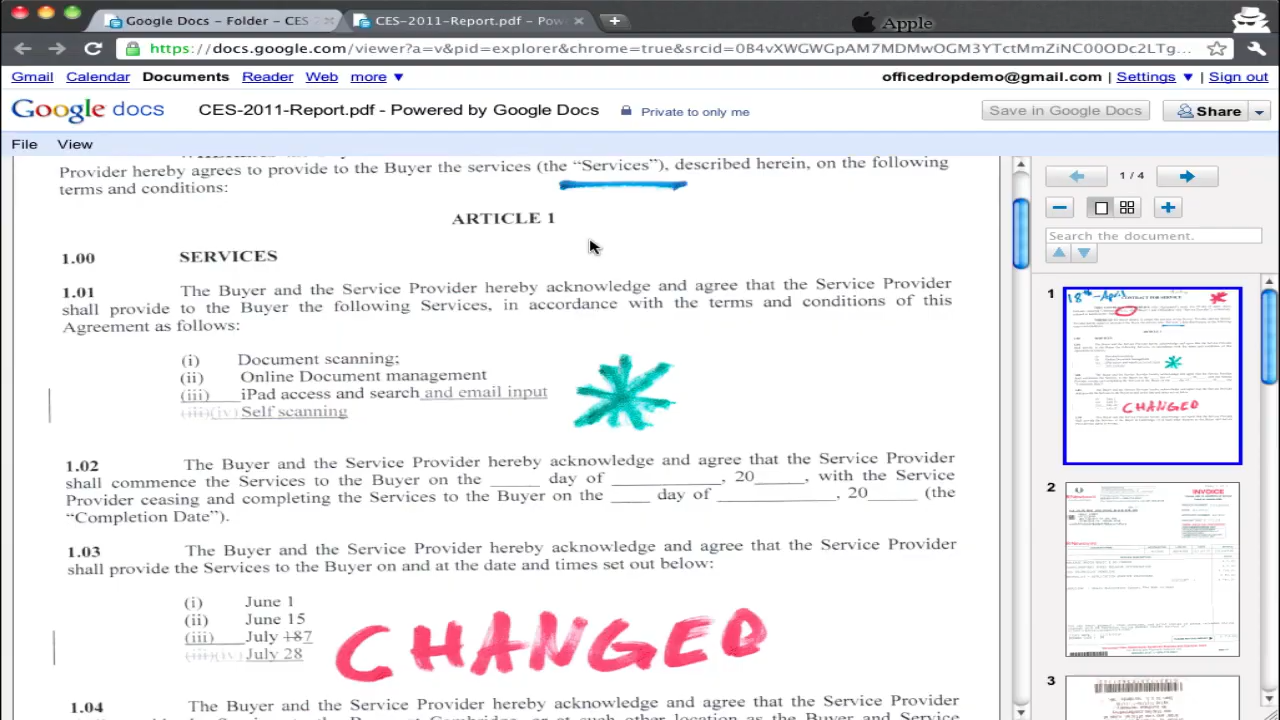 Google Docs - Folder - CES
CES-2011-Report.pdf - Pow
Apple
https://docs.google.com/viewer?a=v&pid=explorer&chrome=true&srcid=0B4vXWGWGpAM7MDMwOGM3YTctMmZiNC00ODc2LTg...
Gmail Calendar Documents Reader Web more ▼
officedropdemo@gmail.com | Settings ▼ | Sign out
Google docs
CES-2011-Report.pdf - Powered by Google Docs
Private to only me
Save in Google Docs
Share
File View
Provider hereby agrees to provide to the Buyer the services (the “Services”), described herein, on the following
terms and conditions:
ARTICLE 1
1.00 SERVICES
1.01 The Buyer and the Service Provider hereby acknowledge and agree that the Service Provider
shall provide to the Buyer the following Services, in accordance with the terms and conditions of this
Agreement as follows:
(i) Document scanning;
(ii) Online Document management
(iii) iPad access and search and email input
(iii)(iv) Self scanning
1.02 The Buyer and the Service Provider hereby acknowledge and agree that the Service Provider
shall commence the Services to the Buyer on the _____ day of __________, 20_____, with the Service
Provider ceasing and completing the Services to the Buyer on the ____ day of ___________, 20 _____ (the
“Completion Date”).
1.03 The Buyer and the Service Provider hereby acknowledge and agree that the Service Provider
shall provide the Services to the Buyer on and in the date and times set out below:
(i) June 1
(ii) June 15
(iii) July 187
(iii)(iv) July 28
CHANGED
1.04 The Buyer and the Service Provider hereby acknowledge and agree that the Service Provider
1 / 4
Search the document.
1
18th-April
CONTRACT FOR SERVICE
CHANGED
2
INVOICE
3